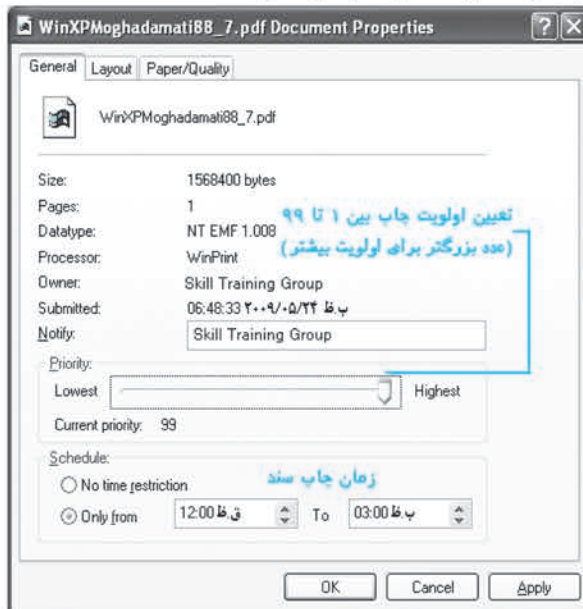 WinXPMoghadamati88_7.pdf Document Properties
General Layout Paper/Quality
WinXPMoghadamati88_7.pdf
Size: 1568400 bytes
Pages: 1
تعیین اولویت چاپ بین ۱ تا ۹۹
Datatype: NT EMF 1.008
(عدد بزرگتر برای اولویت بیشتر)
Processor: WinPrint
Owner: Skill Training Group
Submitted: 06:48:33 ب.ظ ۲۰۰۹/۰۵/۲۴
Notify: Skill Training Group
Priority:
Lowest Highest
Current priority: 99
Schedule:
زمان چاپ سند
No time restriction
Only from 12:00 ق.ظ To 03:00 ب.ظ
OK Cancel Apply